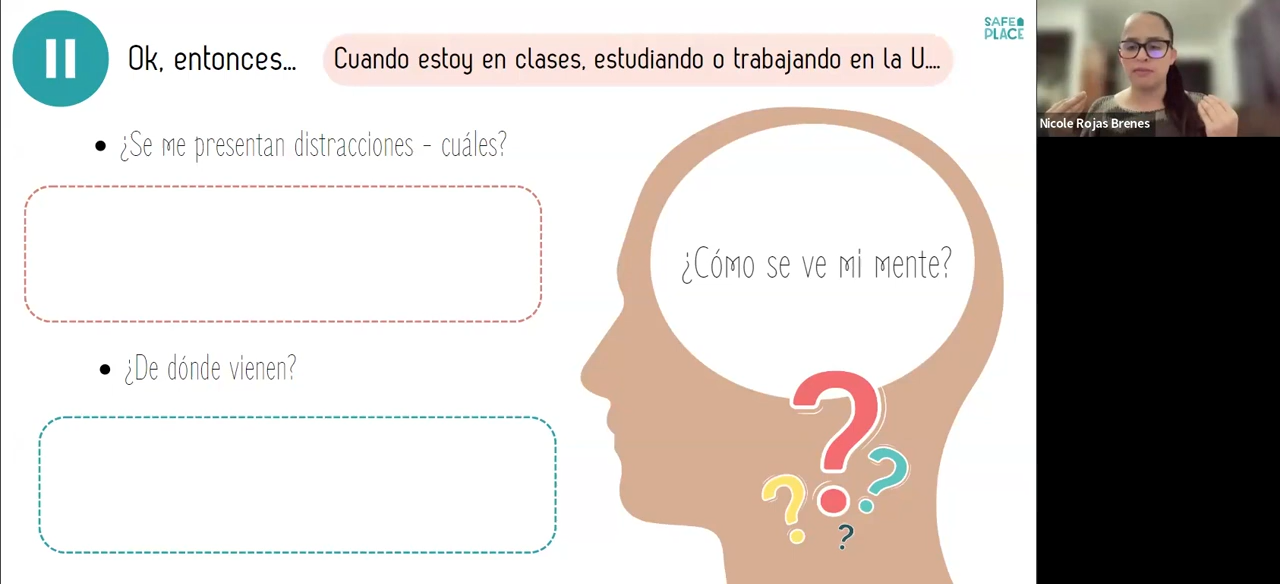 Ok, entonces...
Cuando estoy en clases, estudiando o trabajando en la U....
SAFE
PLACE
Nicole Rojas Brenes
¿Se me presentan distracciones - cuáles?
¿Cómo se ve mi mente?
¿De dónde vienen?
?
?
?
?